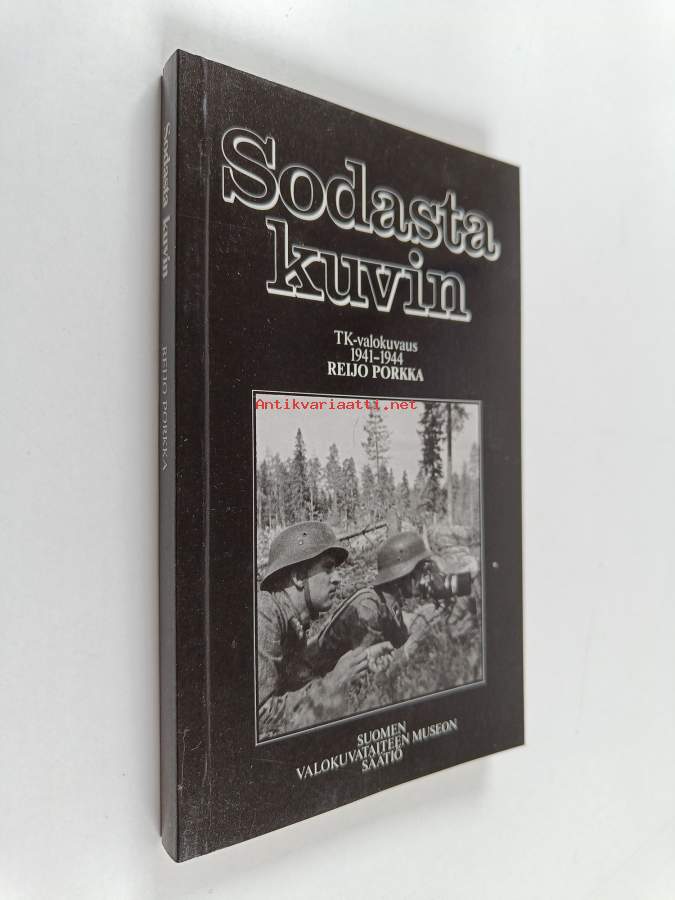 Sodasta kuvin
REIJO PORKKA
Sodasta
kuvin
TK-valokuvaus
1941–1944
REIJO PORKKA
Antikvariaatti.net
SUOMEN
VALOKUVATAITEEN MUSEON
SÄÄTIÖ